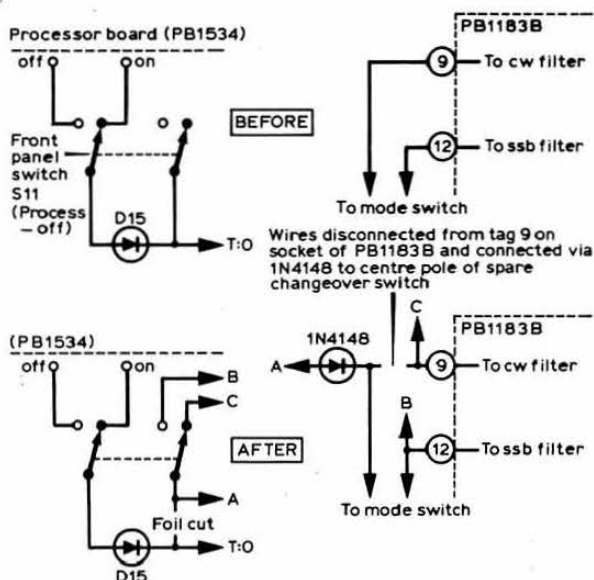 Processor board (PB1534)
off
on
BEFORE
Front
panel
switch
S11
(Process
– off)
D15
T:O
PB1183B
9
To cw filter
12
To ssb filter
To mode switch
Wires disconnected from tag 9 on
socket of PB1183B and connected via
1N4148 to centre pole of spare
changeover switch
(PB1534)
off
on
B
C
AFTER
A
Foil cut
D15
T:O
1N4148
A
C
PB1183B
9
To cw filter
B
12
To ssb filter
To mode switch